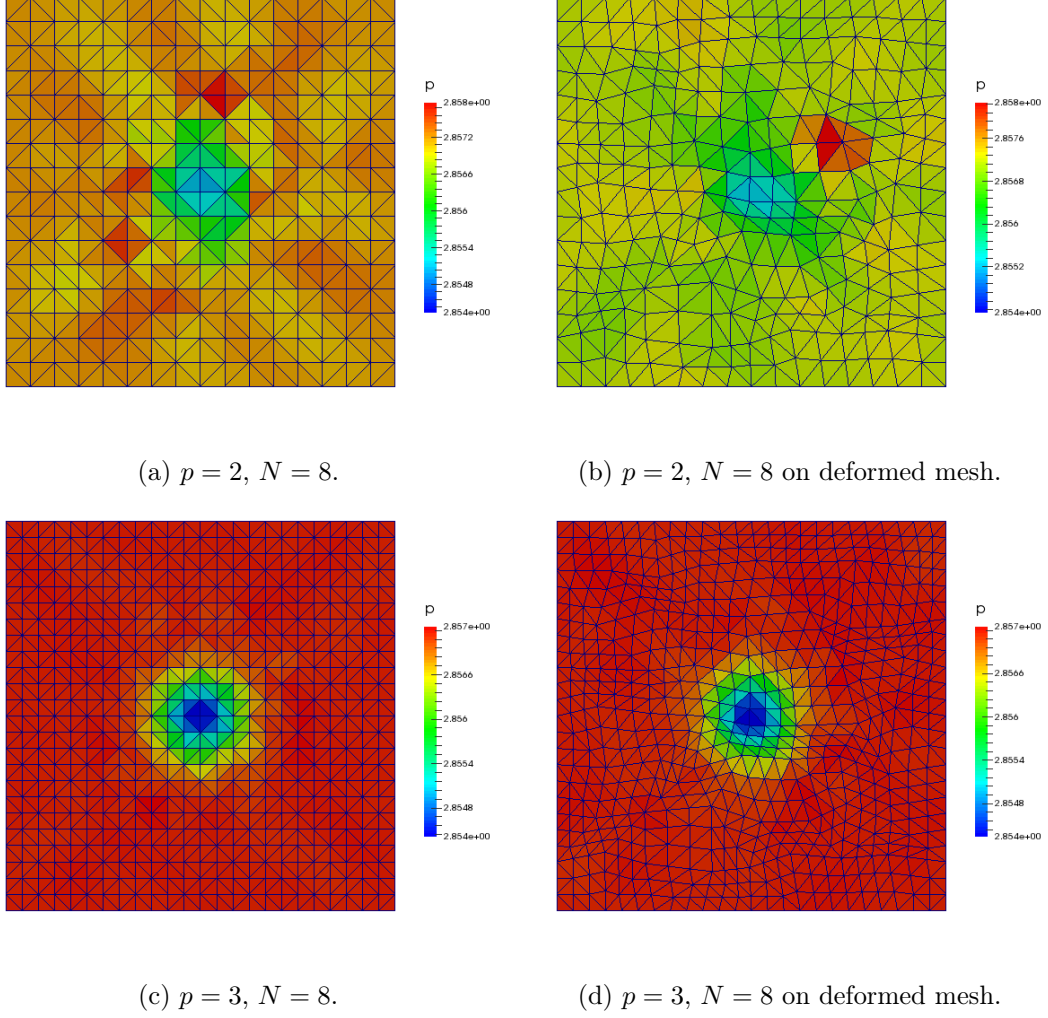 p
2.858e+00
2.8572
2.8566
2.856
2.8554
2.8548
2.854e+00
p
2.858e+00
2.8576
2.8568
2.856
2.8552
2.854e+00
(a) p = 2, N = 8.
(b) p = 2, N = 8 on deformed mesh.
p
2.857e+00
2.8566
2.856
2.8554
2.8548
2.854e+00
p
2.857e+00
2.8566
2.856
2.8554
2.8548
2.854e+00
(c) p = 3, N = 8.
(d) p = 3, N = 8 on deformed mesh.